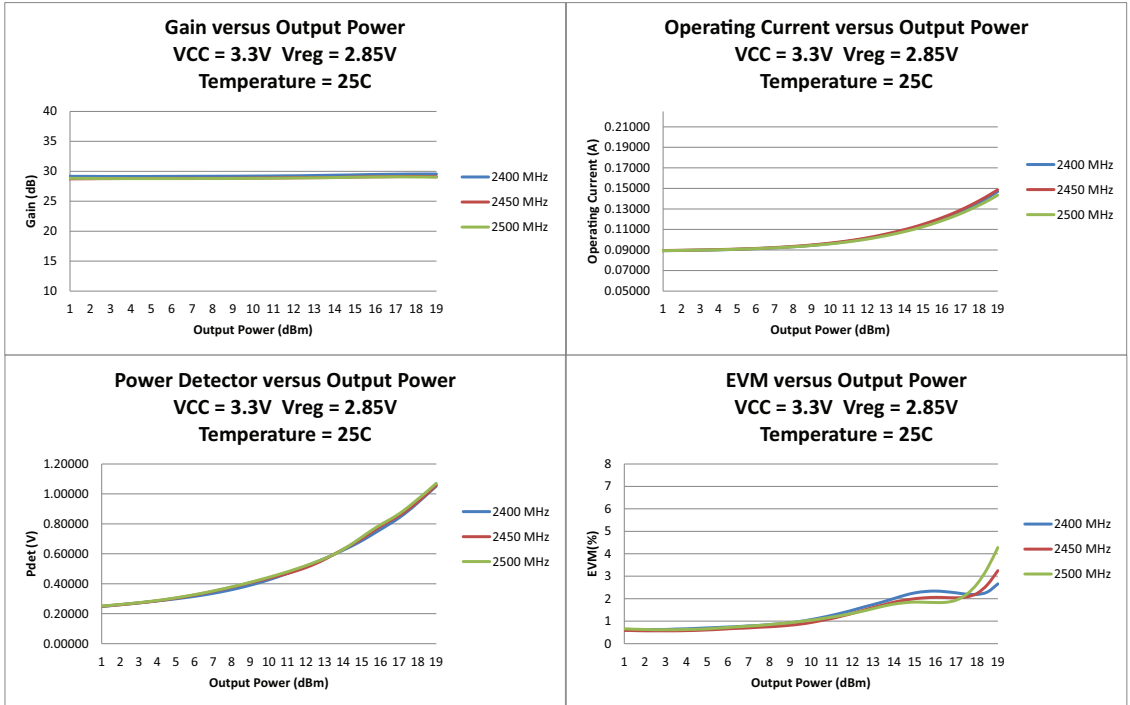 Gain versus Output Power
VCC = 3.3V Vreg = 2.85V
Temperature = 25C
40
35
30
25
20
15
10
Gain (dB)
1 2 3 4 5 6 7 8 9 10 11 12 13 14 15 16 17 18 19
Output Power (dBm)
2400 MHz
2450 MHz
2500 MHz
Operating Current versus Output Power
VCC = 3.3V Vreg = 2.85V
Temperature = 25C
0.21000
0.19000
0.17000
0.15000
0.13000
0.11000
0.09000
0.07000
0.05000
Operating Current (A)
1 2 3 4 5 6 7 8 9 10 11 12 13 14 15 16 17 18 19
Output Power (dBm)
2400 MHz
2450 MHz
2500 MHz
Power Detector versus Output Power
VCC = 3.3V Vreg = 2.85V
Temperature = 25C
1.20000
1.00000
0.80000
0.60000
0.40000
0.20000
0.00000
Pdet (V)
1 2 3 4 5 6 7 8 9 10 11 12 13 14 15 16 17 18 19
Output Power (dBm)
2400 MHz
2450 MHz
2500 MHz
EVM versus Output Power
VCC = 3.3V Vreg = 2.85V
Temperature = 25C
8
7
6
5
4
3
2
1
0
EVM(%)
1 2 3 4 5 6 7 8 9 10 11 12 13 14 15 16 17 18 19
Output Power (dBm)
2400 MHz
2450 MHz
2500 MHz